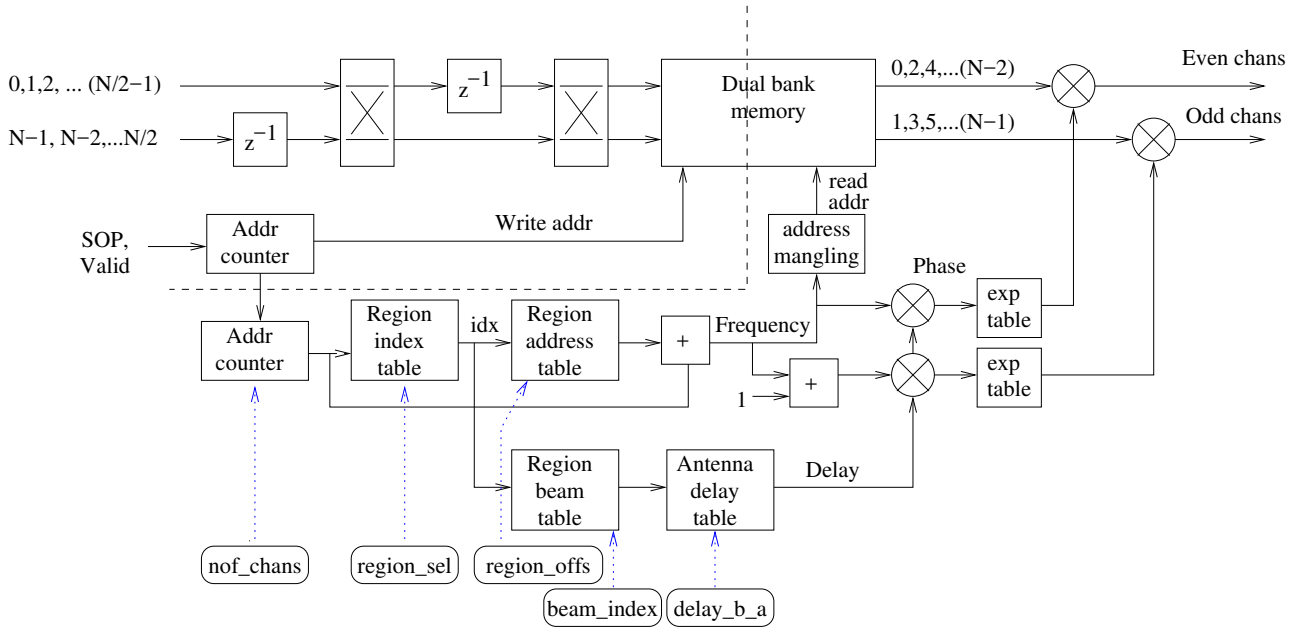 0,1,2, ... (N/2−1)
N−1, N−2,...N/2
z⁻¹
z⁻¹
Dual bank
memory
0,2,4,...(N−2)
1,3,5,...(N−1)
Even chans
Odd chans
SOP,
Valid
Addr
counter
Write addr
read
addr
address
mangling
Phase
exp
table
Addr
counter
Region
index
table
idx
Region
address
table
+
Frequency
1
+
exp
table
Region
beam
table
Antenna
delay
table
Delay
nof_chans
region_sel
region_offs
beam_index
delay_b_a